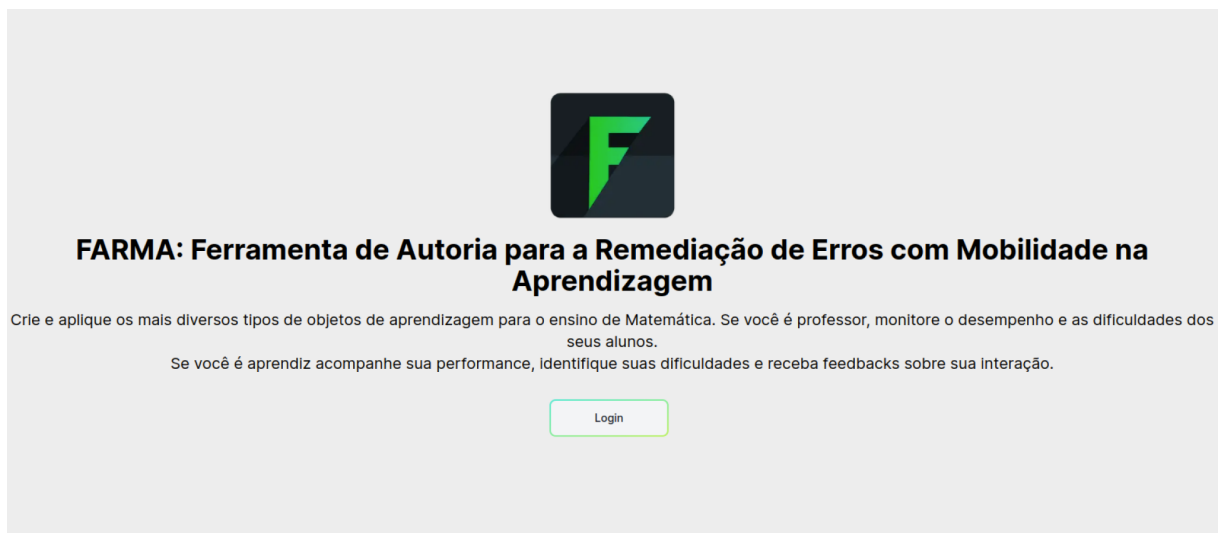 F
FARMA: Ferramenta de Autoria para a Remediação de Erros com Mobilidade na
Aprendizagem
Crie e aplique os mais diversos tipos de objetos de aprendizagem para o ensino de Matemática. Se você é professor, monitore o desempenho e as dificuldades dos
seus alunos.
Se você é aprendiz acompanhe sua performance, identifique suas dificuldades e receba feedbacks sobre sua interação.
Login